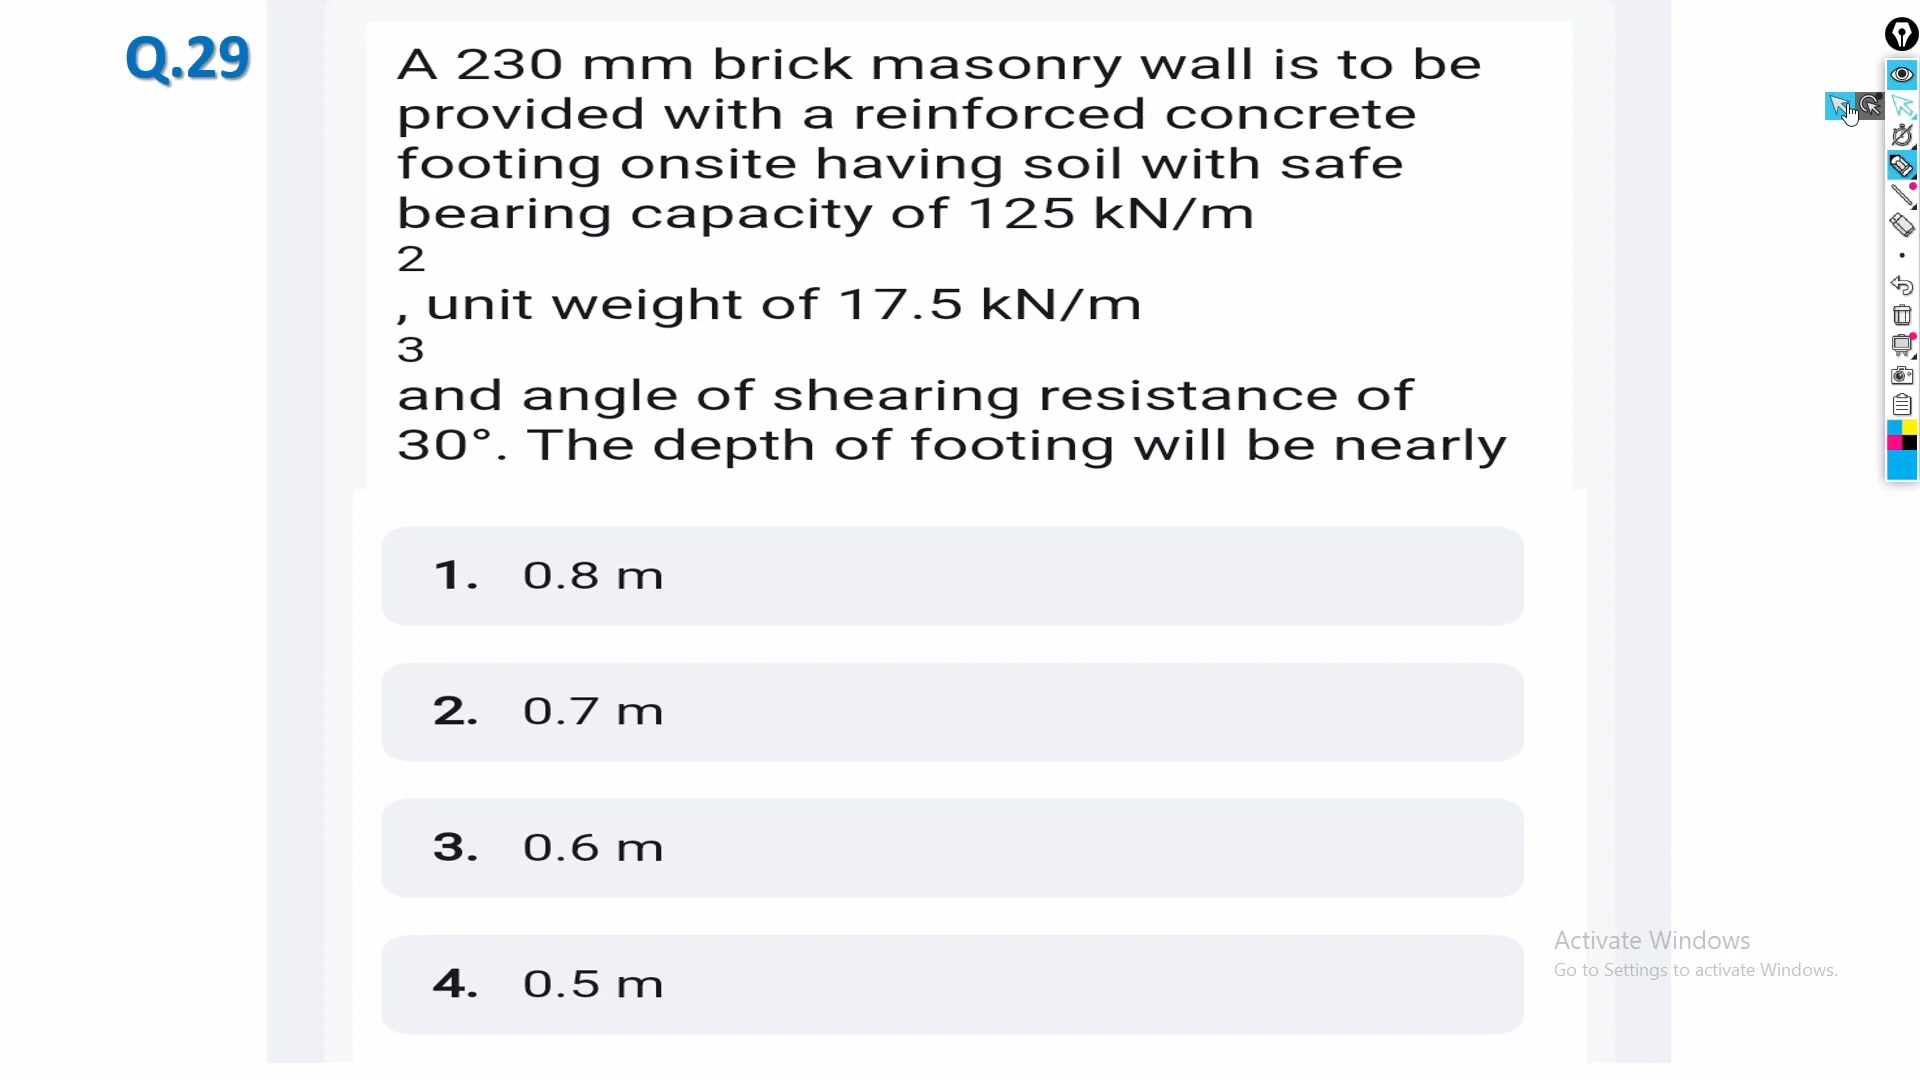 Q.29
A 230 mm brick masonry wall is to be
provided with a reinforced concrete
footing onsite having soil with safe
bearing capacity of 125 kN/m
2
, unit weight of 17.5 kN/m
3
and angle of shearing resistance of
30°. The depth of footing will be nearly
1. 0.8 m
2. 0.7 m
3. 0.6 m
4. 0.5 m
Activate Windows
Go to Settings to activate Windows.